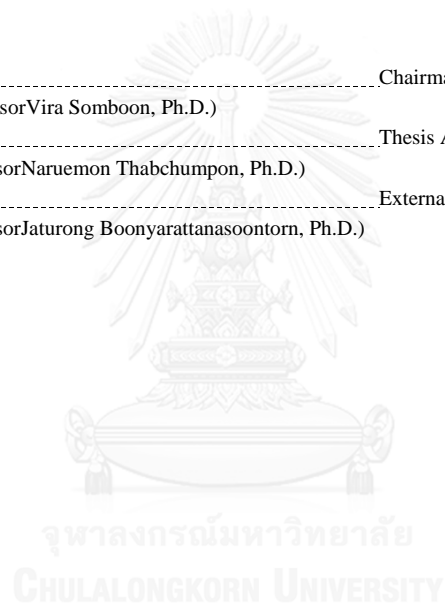 Chairma
sorVira Somboon, Ph.D.)
Thesis A
sorNaruemon Thabchumpon, Ph.D.)
Externa
sorJaturong Boonyarattanasoontorn, Ph.D.)
จุฬาลงกรณ์มหาวิทยาลัย
CHULALONGKORN UNIVERSITY